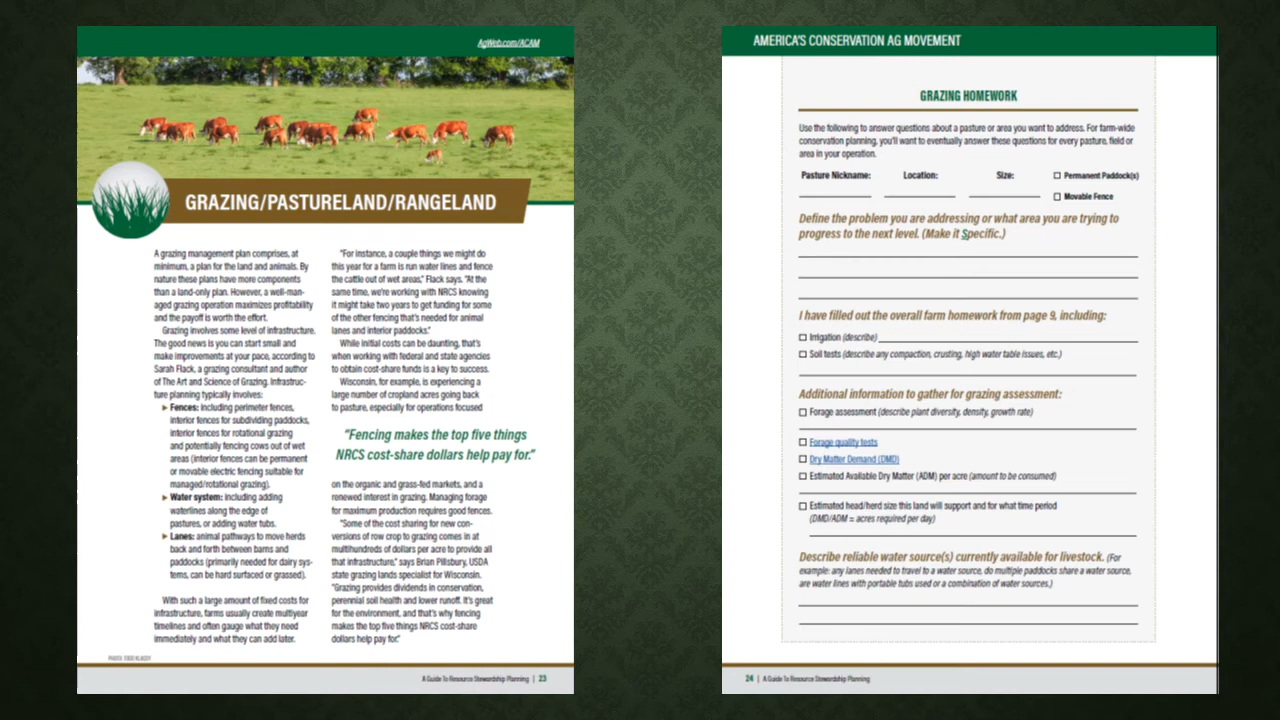 AgWeb.com/ACAM
GRAZING/PASTURELAND/RANGELAND
A grazing management plan comprises, at
minimum, a plan for the land and animals. By
nature these plans have more components
than a land-only plan. However, a well-man-
aged grazing operation maximizes profitability
and the payoff is worth the effort.
Grazing involves some level of infrastructure.
The good news is you can start small and
make improvements at your pace, according to
Sarah Flack, a grazing consultant and author
of The Art and Science of Grazing. Infrastruc-
ture planning typically involves:
▶ Fences: including perimeter fences,
interior fences for subdividing paddocks,
interior fences for rotational grazing
and potentially fencing cows out of wet
areas (interior fences can be permanent
or movable electric fencing suitable for
managed/rotational grazing).
▶ Water system: including adding
waterlines along the edge of
pastures, or adding water tubs.
▶ Lanes: animal pathways to move herds
back and forth between barns and
paddocks (primarily needed for dairy sys-
tems, can be hard surfaced or grassed).
With such a large amount of fixed costs for
infrastructure, farms usually create multiyear
timelines and often gauge what they need
immediately and what they can add later.
"For instance, a couple things we might do
this year for a farm is run water lines and fence
the cattle out of wet areas," Flack says. "At the
same time, we're working with NRCS knowing
it might take two years to get funding for some
of the other fencing that's needed for animal
lanes and interior paddocks."
While initial costs can be daunting, that's
when working with federal and state agencies
to obtain cost-share funds is a key to success.
Wisconsin, for example, is experiencing a
large number of cropland acres going back
to pasture, especially for operations focused
"Fencing makes the top five things
NRCS cost-share dollars help pay for."
on the organic and grass-fed markets, and a
renewed interest in grazing. Managing forage
for maximum production requires good fences.
"Some of the cost sharing for new con-
versions of row crop to grazing comes in at
multihundreds of dollars per acre to provide all
that infrastructure," says Brian Pillsbury, USDA
state grazing lands specialist for Wisconsin.
"Grazing provides dividends in conservation,
perennial soil health and lower runoff. It's great
for the environment, and that's why fencing
makes the top five things NRCS cost-share
dollars help pay for."
A Guide To Resource Stewardship Planning | 23
AMERICA'S CONSERVATION AG MOVEMENT
GRAZING HOMEWORK
Use the following to answer questions about a pasture or area you want to address. For farm-wide
conservation planning, you'll want to eventually answer these questions for every pasture, field or
area in your operation.
Pasture Nickname: Location: Size: ☐ Permanent Paddock(s)
☐ Movable Fence
Define the problem you are addressing or what area you are trying to
progress to the next level. (Make it Specific.)
I have filled out the overall farm homework from page 9, including:
☐ Irrigation (describe)
☐ Soil tests (describe any compaction, crusting, high water table issues, etc.)
Additional information to gather for grazing assessment:
☐ Forage assessment (describe plant diversity, density, growth rate)
☐ Forage quality tests
☐ Dry Matter Demand (DMD)
☐ Estimated Available Dry Matter (ADM) per acre (amount to be consumed)
☐ Estimated head/herd size this land will support and for what time period
(DMD/ADM = acres required per day)
Describe reliable water source(s) currently available for livestock. (For
example: any lanes needed to travel to a water source, do multiple paddocks share a water source,
are water lines with portable tubs used or a combination of water sources.)
24 | A Guide To Resource Stewardship Planning